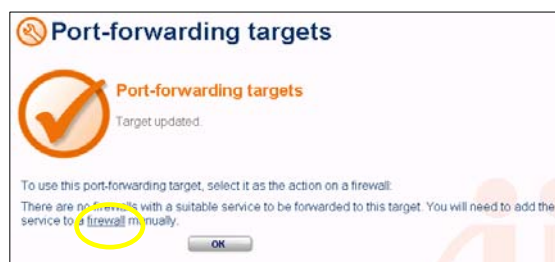 Port-forwarding targets
Port-forwarding targets
Target updated.
To use this port-forwarding target, select it as the action on a firewall:
There are no firewalls with a suitable service to be forwarded to this target. You will need to add the
service to a firewall manually.
OK